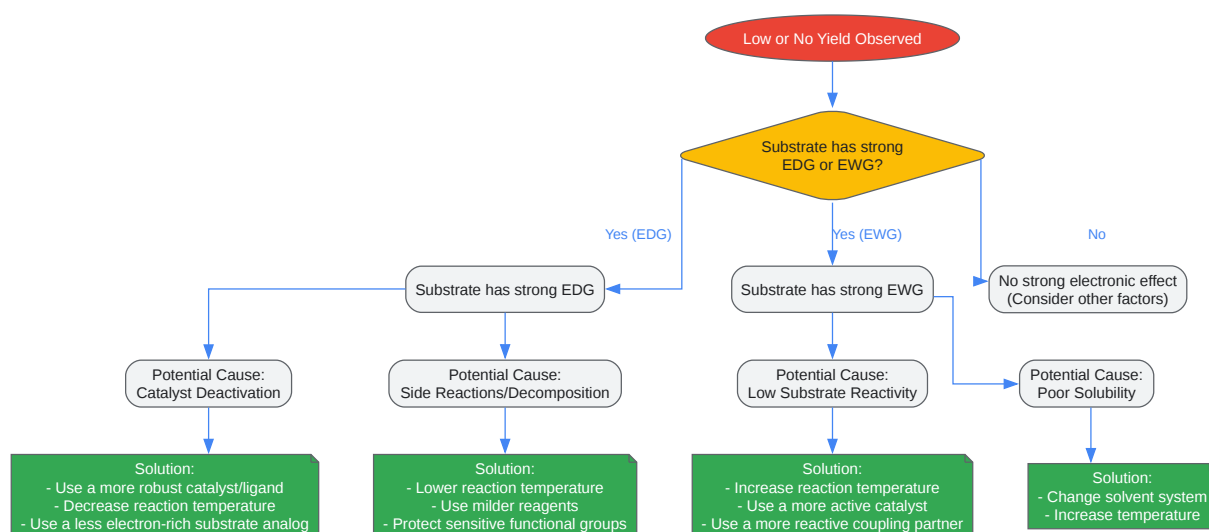 Low or No Yield Observed
Substrate has strong
EDG or EWG?
Yes (EDG)
Yes (EWG)
No
Substrate has strong EDG
Substrate has strong EWG
No strong electronic effect
(Consider other factors)
Potential Cause:
Catalyst Deactivation
Potential Cause:
Side Reactions/Decomposition
Potential Cause:
Low Substrate Reactivity
Potential Cause:
Poor Solubility
Solution:
- Use a more robust catalyst/ligand
- Decrease reaction temperature
- Use a less electron-rich substrate analog
Solution:
- Lower reaction temperature
- Use milder reagents
- Protect sensitive functional groups
Solution:
- Increase reaction temperature
- Use a more active catalyst
- Use a more reactive coupling partner
Solution:
- Change solvent system
- Increase temperature